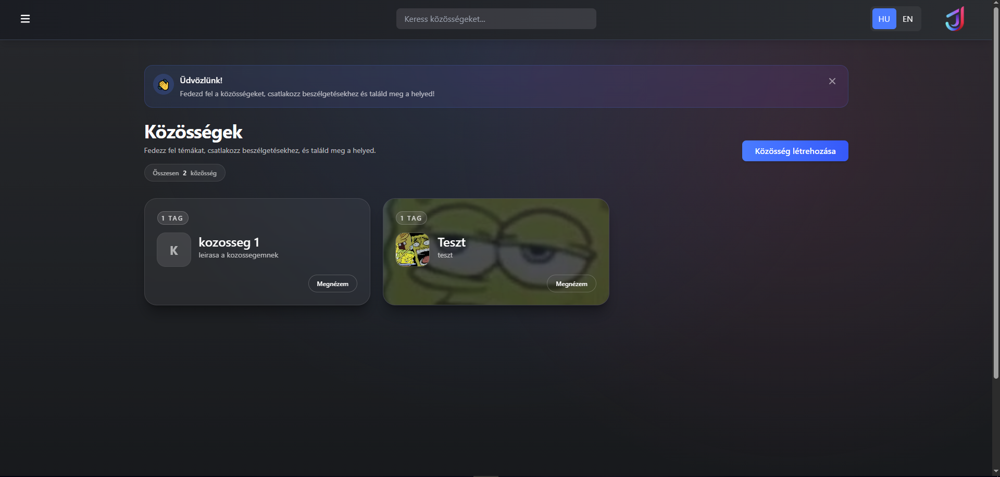 Keress közösségeket...
HU EN
Üdvözlünk!
Fedezd fel a közösségeket, csatlakozz beszélgetésekhez és találd meg a helyed!
Közösségek
Fedezz fel témákat, csatlakozz beszélgetésekhez, és találd meg a helyed.
Közösség létrehozása
Összesen 2 közösség
1 TAG
K
kozosseg 1
leirasa a kozossegemnek
Megnézem
1 TAG
Teszt
teszt
Megnézem